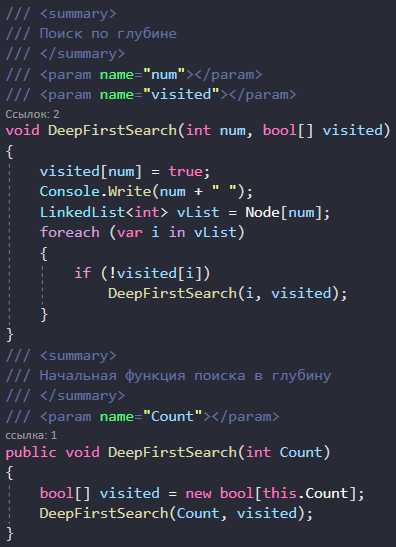 /// <summary>
/// Поиск по глубине
/// </summary>
/// <param name="num"></param>
/// <param name="visited"></param>
Ссылок: 2
void DeepFirstSearch(int num, bool[] visited)
{
    visited[num] = true;
    Console.Write(num + " ");
    LinkedList<int> vList = Node[num];
    foreach (var i in vList)
    {
        if (!visited[i])
            DeepFirstSearch(i, visited);
    }
}
/// <summary>
/// Начальная функция поиска в глубину
/// </summary>
/// <param name="Count"></param>
ссылка: 1
public void DeepFirstSearch(int Count)
{
    bool[] visited = new bool[this.Count];
    DeepFirstSearch(Count, visited);
}